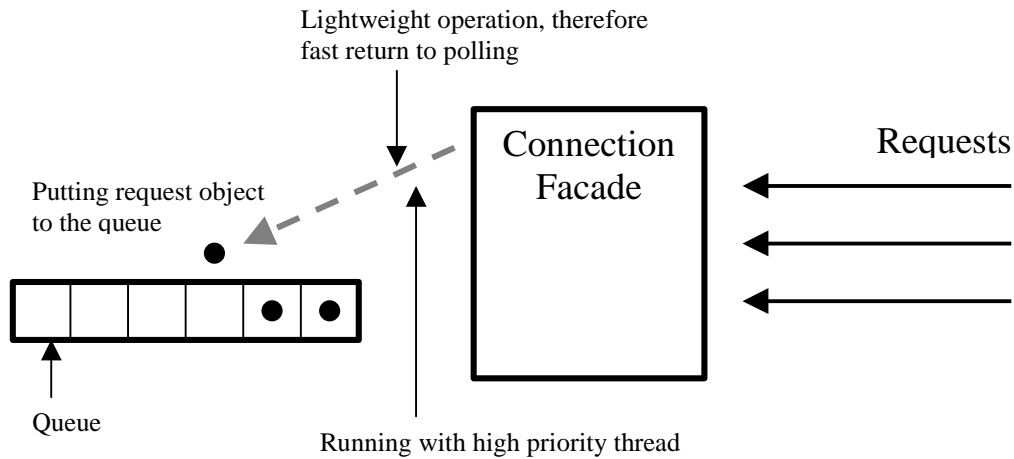 Lightweight operation, therefore
fast return to polling
Connection
Facade
Requests
Putting request object
to the queue
Queue
Running with high priority thread